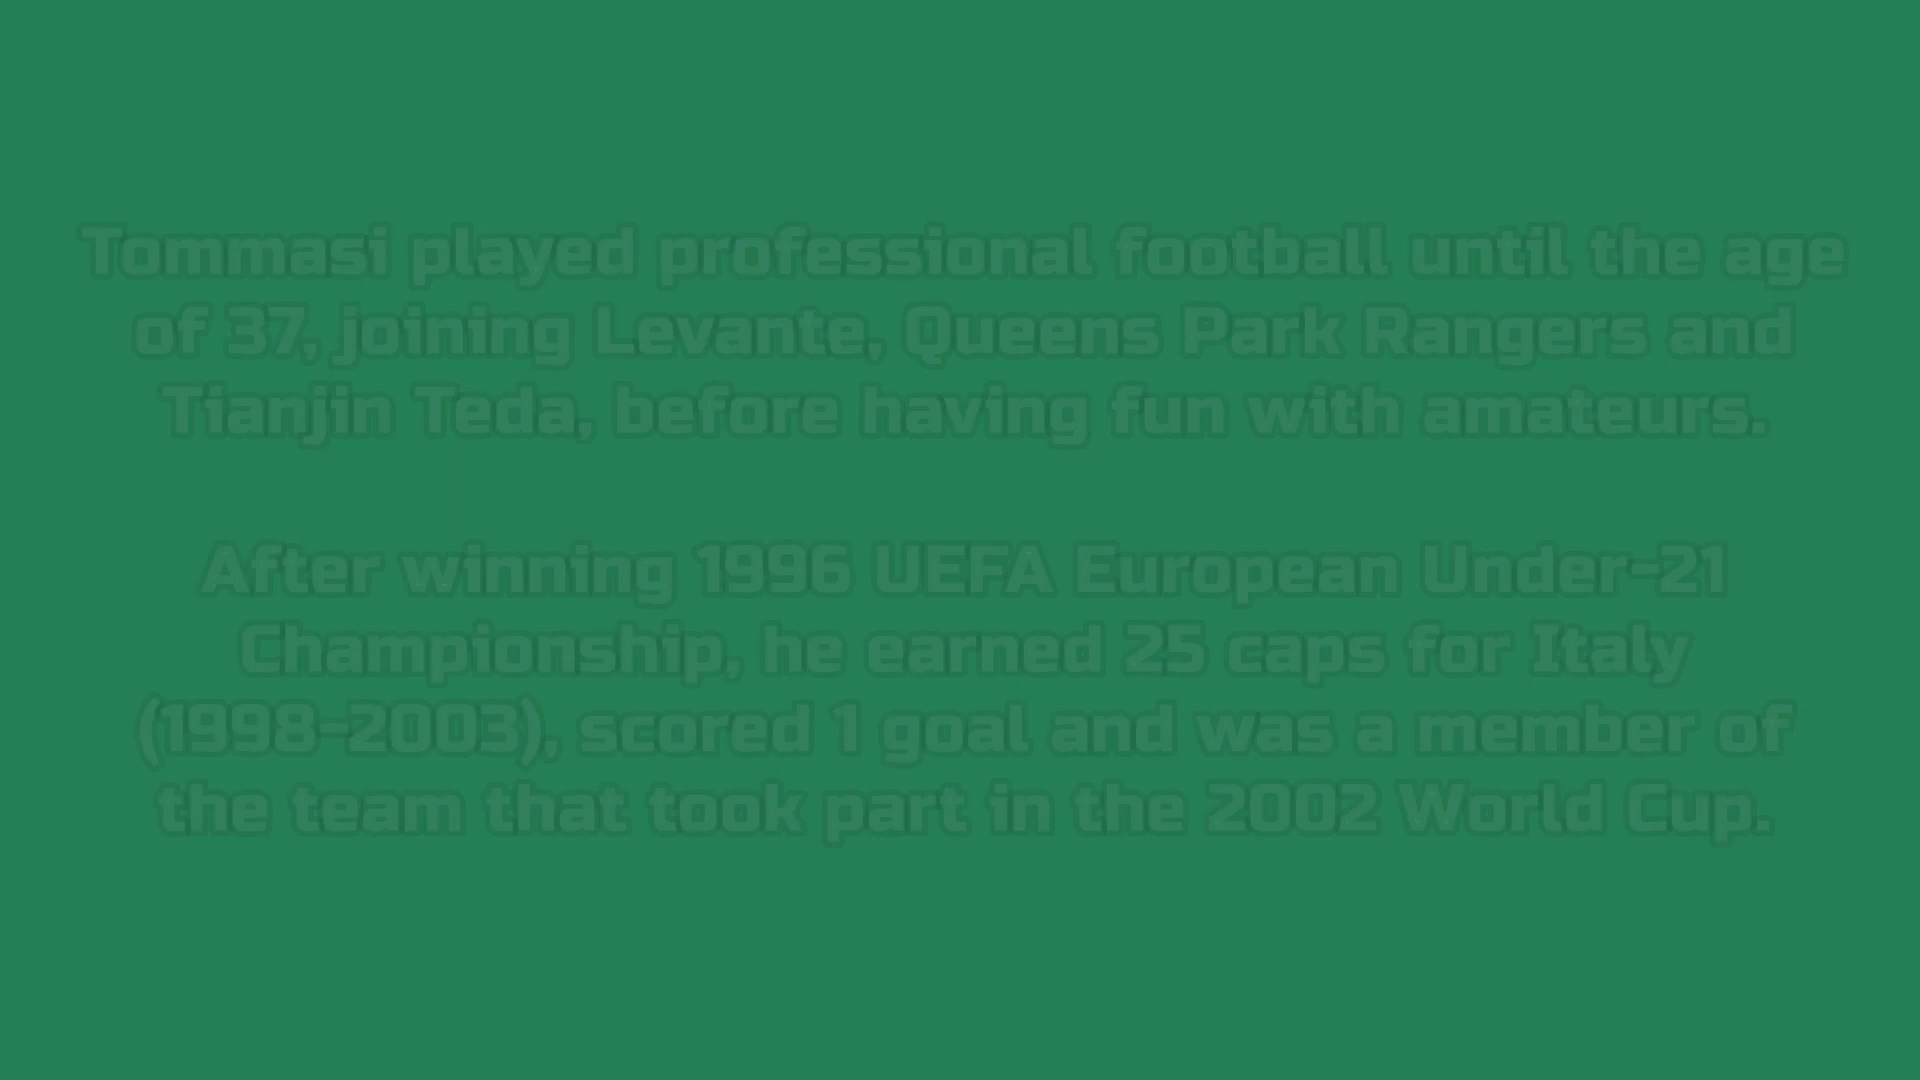 Tommasi played professional football until the age
of 37, joining Levante, Queens Park Rangers and
Tianjin Teda, before having fun with amateurs.
After winning 1996 UEFA European Under-21
Championship, he earned 25 caps for Italy
(1998-2003), scored 1 goal and was a member of
the team that took part in the 2002 World Cup.